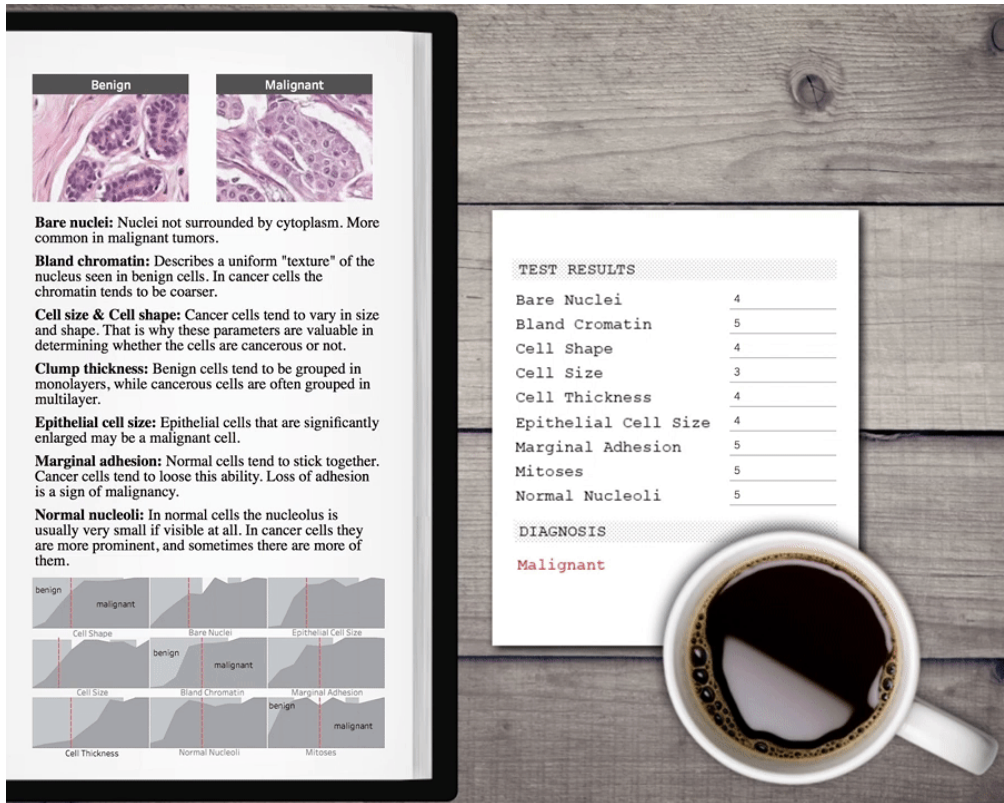 Benign
Malignant
Bare nuclei: Nuclei not surrounded by cytoplasm. More
common in malignant tumors.
Bland chromatin: Describes a uniform "texture" of the
nucleus seen in benign cells. In cancer cells the
chromatin tends to be coarser.
Cell size & Cell shape: Cancer cells tend to vary in size
and shape. That is why these parameters are valuable in
determining whether the cells are cancerous or not.
Clump thickness: Benign cells tend to be grouped in
monolayers, while cancerous cells are often grouped in
multilayer.
Epithelial cell size: Epithelial cells that are significantly
enlarged may be a malignant cell.
Marginal adhesion: Normal cells tend to stick together.
Cancer cells tend to loose this ability. Loss of adhesion
is a sign of malignancy.
Normal nucleoli: In normal cells the nucleolus is
usually very small if visible at all. In cancer cells they
are more prominent, and sometimes there are more of
them.
benign
malignant
Cell Shape
Bare Nuclei
Epithelial Cell Size
benign
malignant
Cell Size
Bland Chromatin
Marginal Adhesion
benign
malignant
Cell Thickness
Normal Nucleoli
Mitoses
TEST RESULTS
Bare Nuclei 4
Bland Cromatin 5
Cell Shape 4
Cell Size 3
Cell Thickness 4
Epithelial Cell Size 4
Marginal Adhesion 5
Mitoses 5
Normal Nucleoli 5
DIAGNOSIS
Malignant